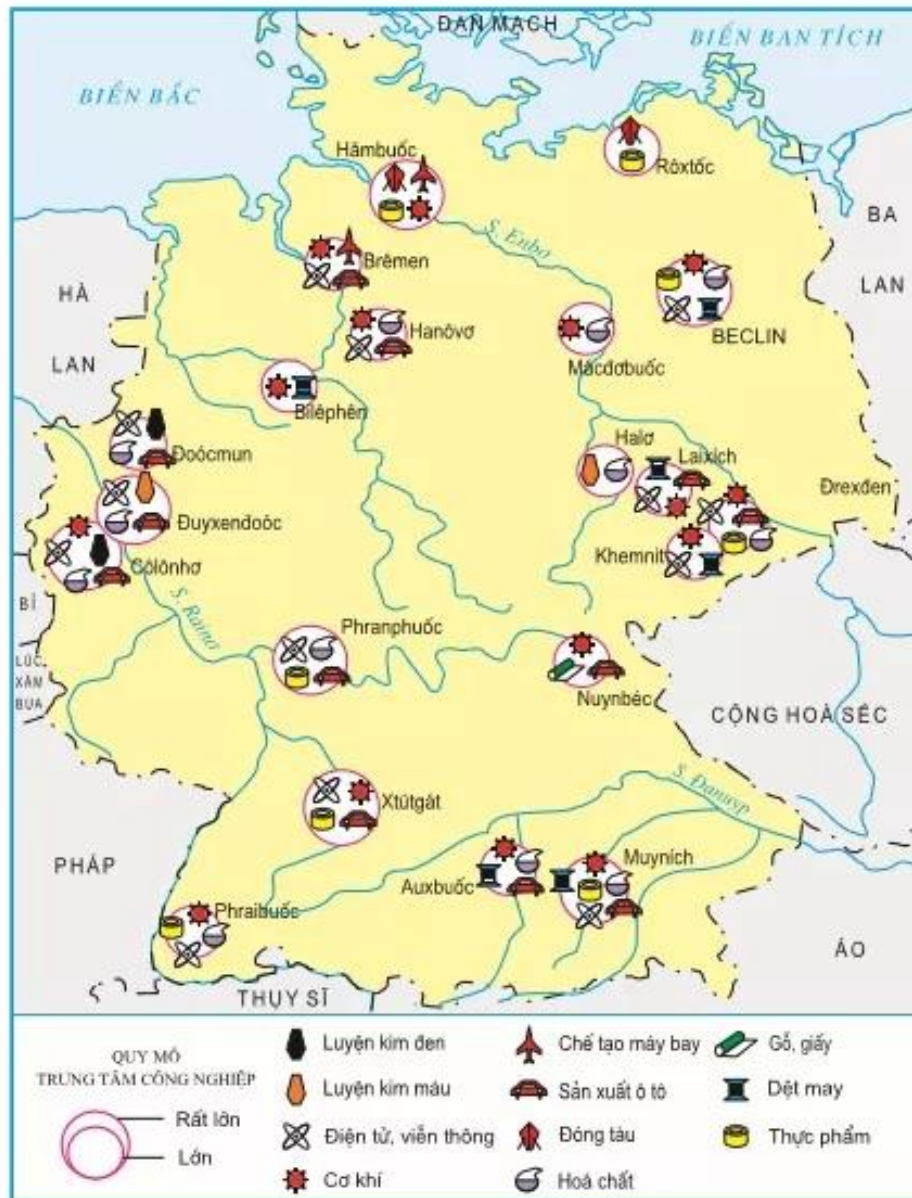 ĐAN MẠCH
BIỂN BAN TÍCH
BIỂN BẮC
Hămbuốc
Rôxtốc
BA
LAN
S. Enbơ
Brêmen
HÀ
LAN
Hanôvơ
BECLIN
Mácđơbuốc
Bilêphên
Halơ
Laixích
Đoócmun
Đrexđen
Đuyxenđoóc
Khemnit
Côlônhơ
BỈ
S. Rainơ
Phranphuốc
LÚC
XĂM
BUA
Nuynbéc
CỘNG HOÀ SÉC
Xtútgát
S. Đanuyp
PHÁP
Auxbuốc
Muyních
Phraibuốc
ÁO
THỤY SĨ
QUY MÔ
TRUNG TÂM CÔNG NGHIỆP
Rất lớn
Lớn
Luyện kim đen
Luyện kim màu
Điện tử, viễn thông
Cơ khí
Chế tạo máy bay
Sản xuất ô tô
Đóng tàu
Hoá chất
Gỗ, giấy
Dệt may
Thực phẩm